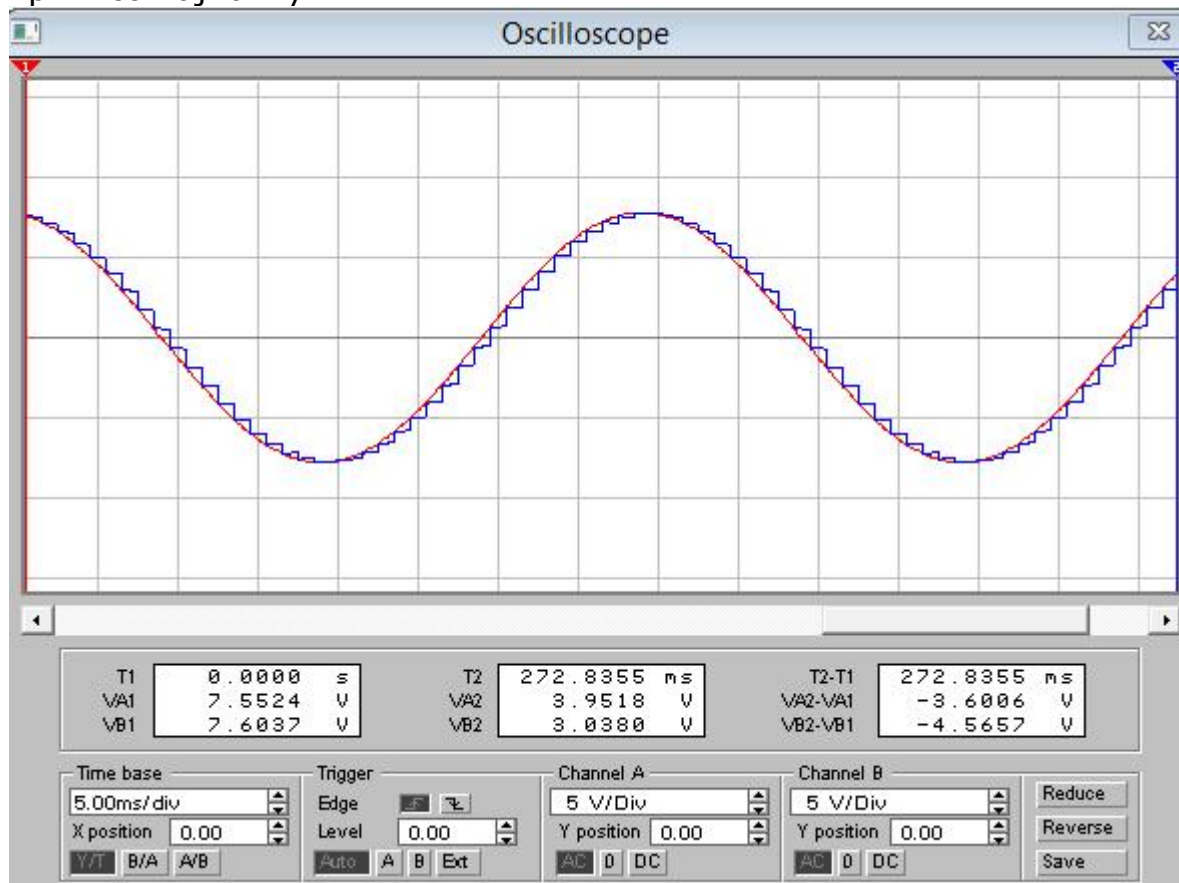 Oscilloscope
1
2
T1 0.0000 s
VA1 7.5524 V
VB1 7.6037 V
T2 272.8355 ms
VA2 3.9518 V
VB2 3.0380 V
T2-T1 272.8355 ms
VA2-VA1 -3.6006 V
VB2-VB1 -4.5657 V
Time base
5.00ms/div
X position 0.00
Y/T B/A A/B
Trigger
Edge
Level 0.00
Auto A B Ext
Channel A
5 V/Div
Y position 0.00
AC 0 DC
Channel B
5 V/Div
Y position 0.00
AC 0 DC
Reduce
Reverse
Save